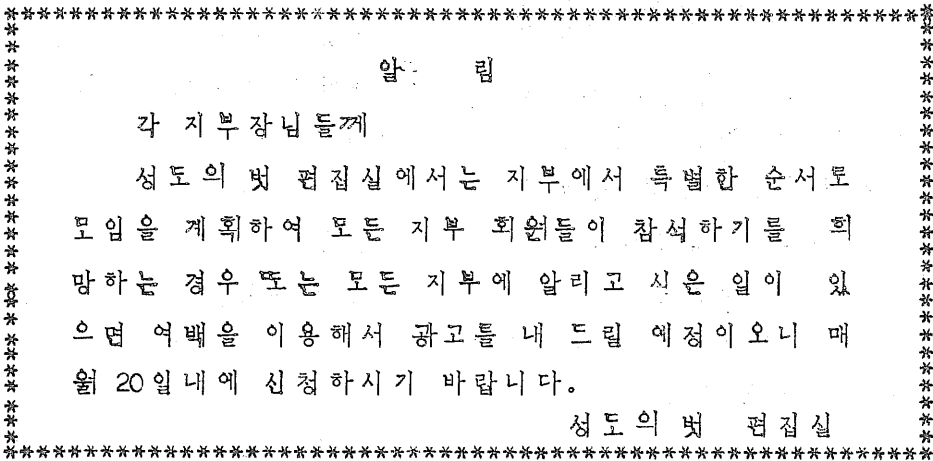 알 림
각 지부장님들께
성도의 벗 편집실에서는 지부에서 특별한 순서로
모임을 계획하여 모든 지부 회원들이 참석하기를 희
망하는 경우 또는 모든 지부에 알리고 싶은 일이 있
으면 여백을 이용해서 광고를 내 드릴 예정이오니 매
월 20일내에 신청하시기 바랍니다.
성도의 벗 편집실